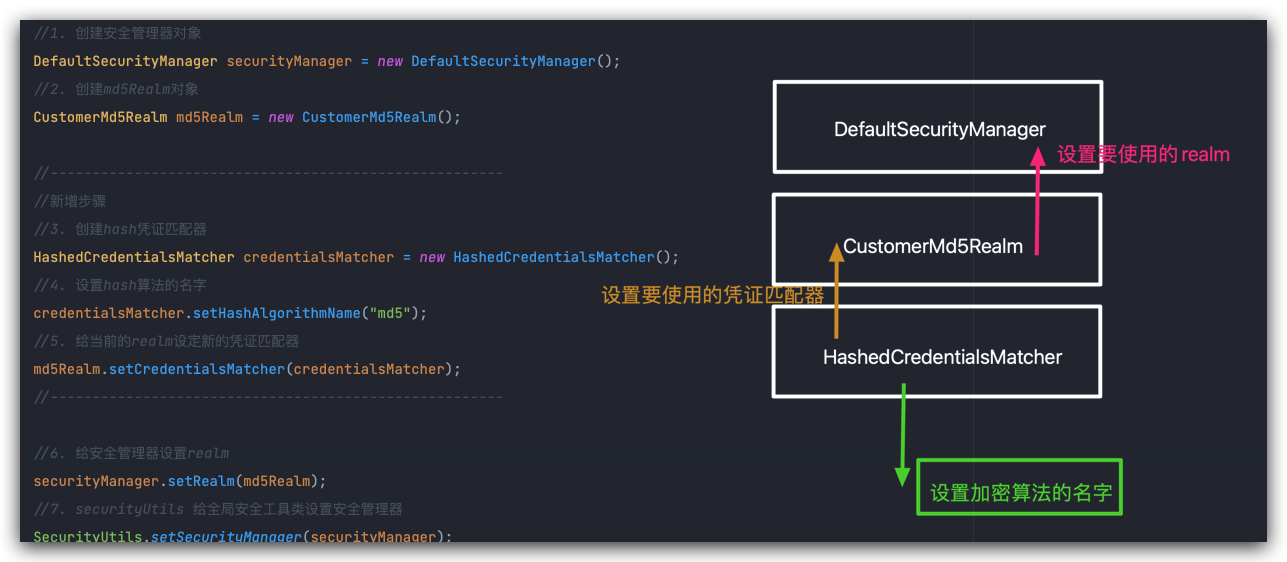 //1. 创建安全管理器对象
DefaultSecurityManager securityManager = new DefaultSecurityManager();
//2. 创建md5Realm对象
CustomerMd5Realm md5Realm = new CustomerMd5Realm();
//------------------------------------------------------
//新增步骤
//3. 创建hash凭证匹配器
HashedCredentialsMatcher credentialsMatcher = new HashedCredentialsMatcher();
//4. 设置hash算法的名字
credentialsMatcher.setHashAlgorithmName("md5");
//5. 给当前的realm设定新的凭证匹配器
md5Realm.setCredentialsMatcher(credentialsMatcher);
//------------------------------------------------------
//6. 给安全管理器设置realm
securityManager.setRealm(md5Realm);
//7. securityUtils 给全局安全工具类设置安全管理器
SecurityUtils.setSecurityManager(securityManager);
DefaultSecurityManager
设置要使用的realm
CustomerMd5Realm
设置要使用的凭证匹配器
HashedCredentialsMatcher
设置加密算法的名字